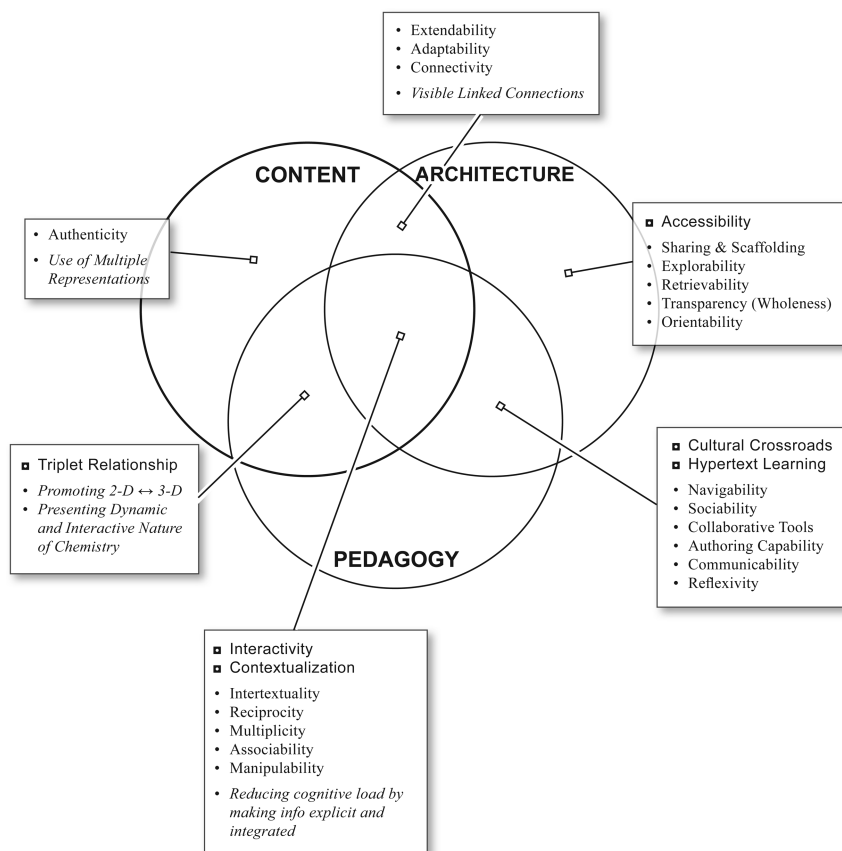 • Extendability
• Adaptability
• Connectivity
• Visible Linked Connections
CONTENT
ARCHITECTURE
• Authenticity
• Use of Multiple
Representations
Accessibility
• Sharing & Scaffolding
• Explorability
• Retrievability
• Transparency (Wholeness)
• Orientability
Triplet Relationship
• Promoting 2-D ↔ 3-D
• Presenting Dynamic
and Interactive Nature
of Chemistry
Cultural Crossroads
Hypertext Learning
• Navigability
• Sociability
• Collaborative Tools
• Authoring Capability
• Communicability
• Reflexivity
PEDAGOGY
Interactivity
Contextualization
• Intertextuality
• Reciprocity
• Multiplicity
• Associability
• Manipulability
• Reducing cognitive load by
making info explicit and
integrated